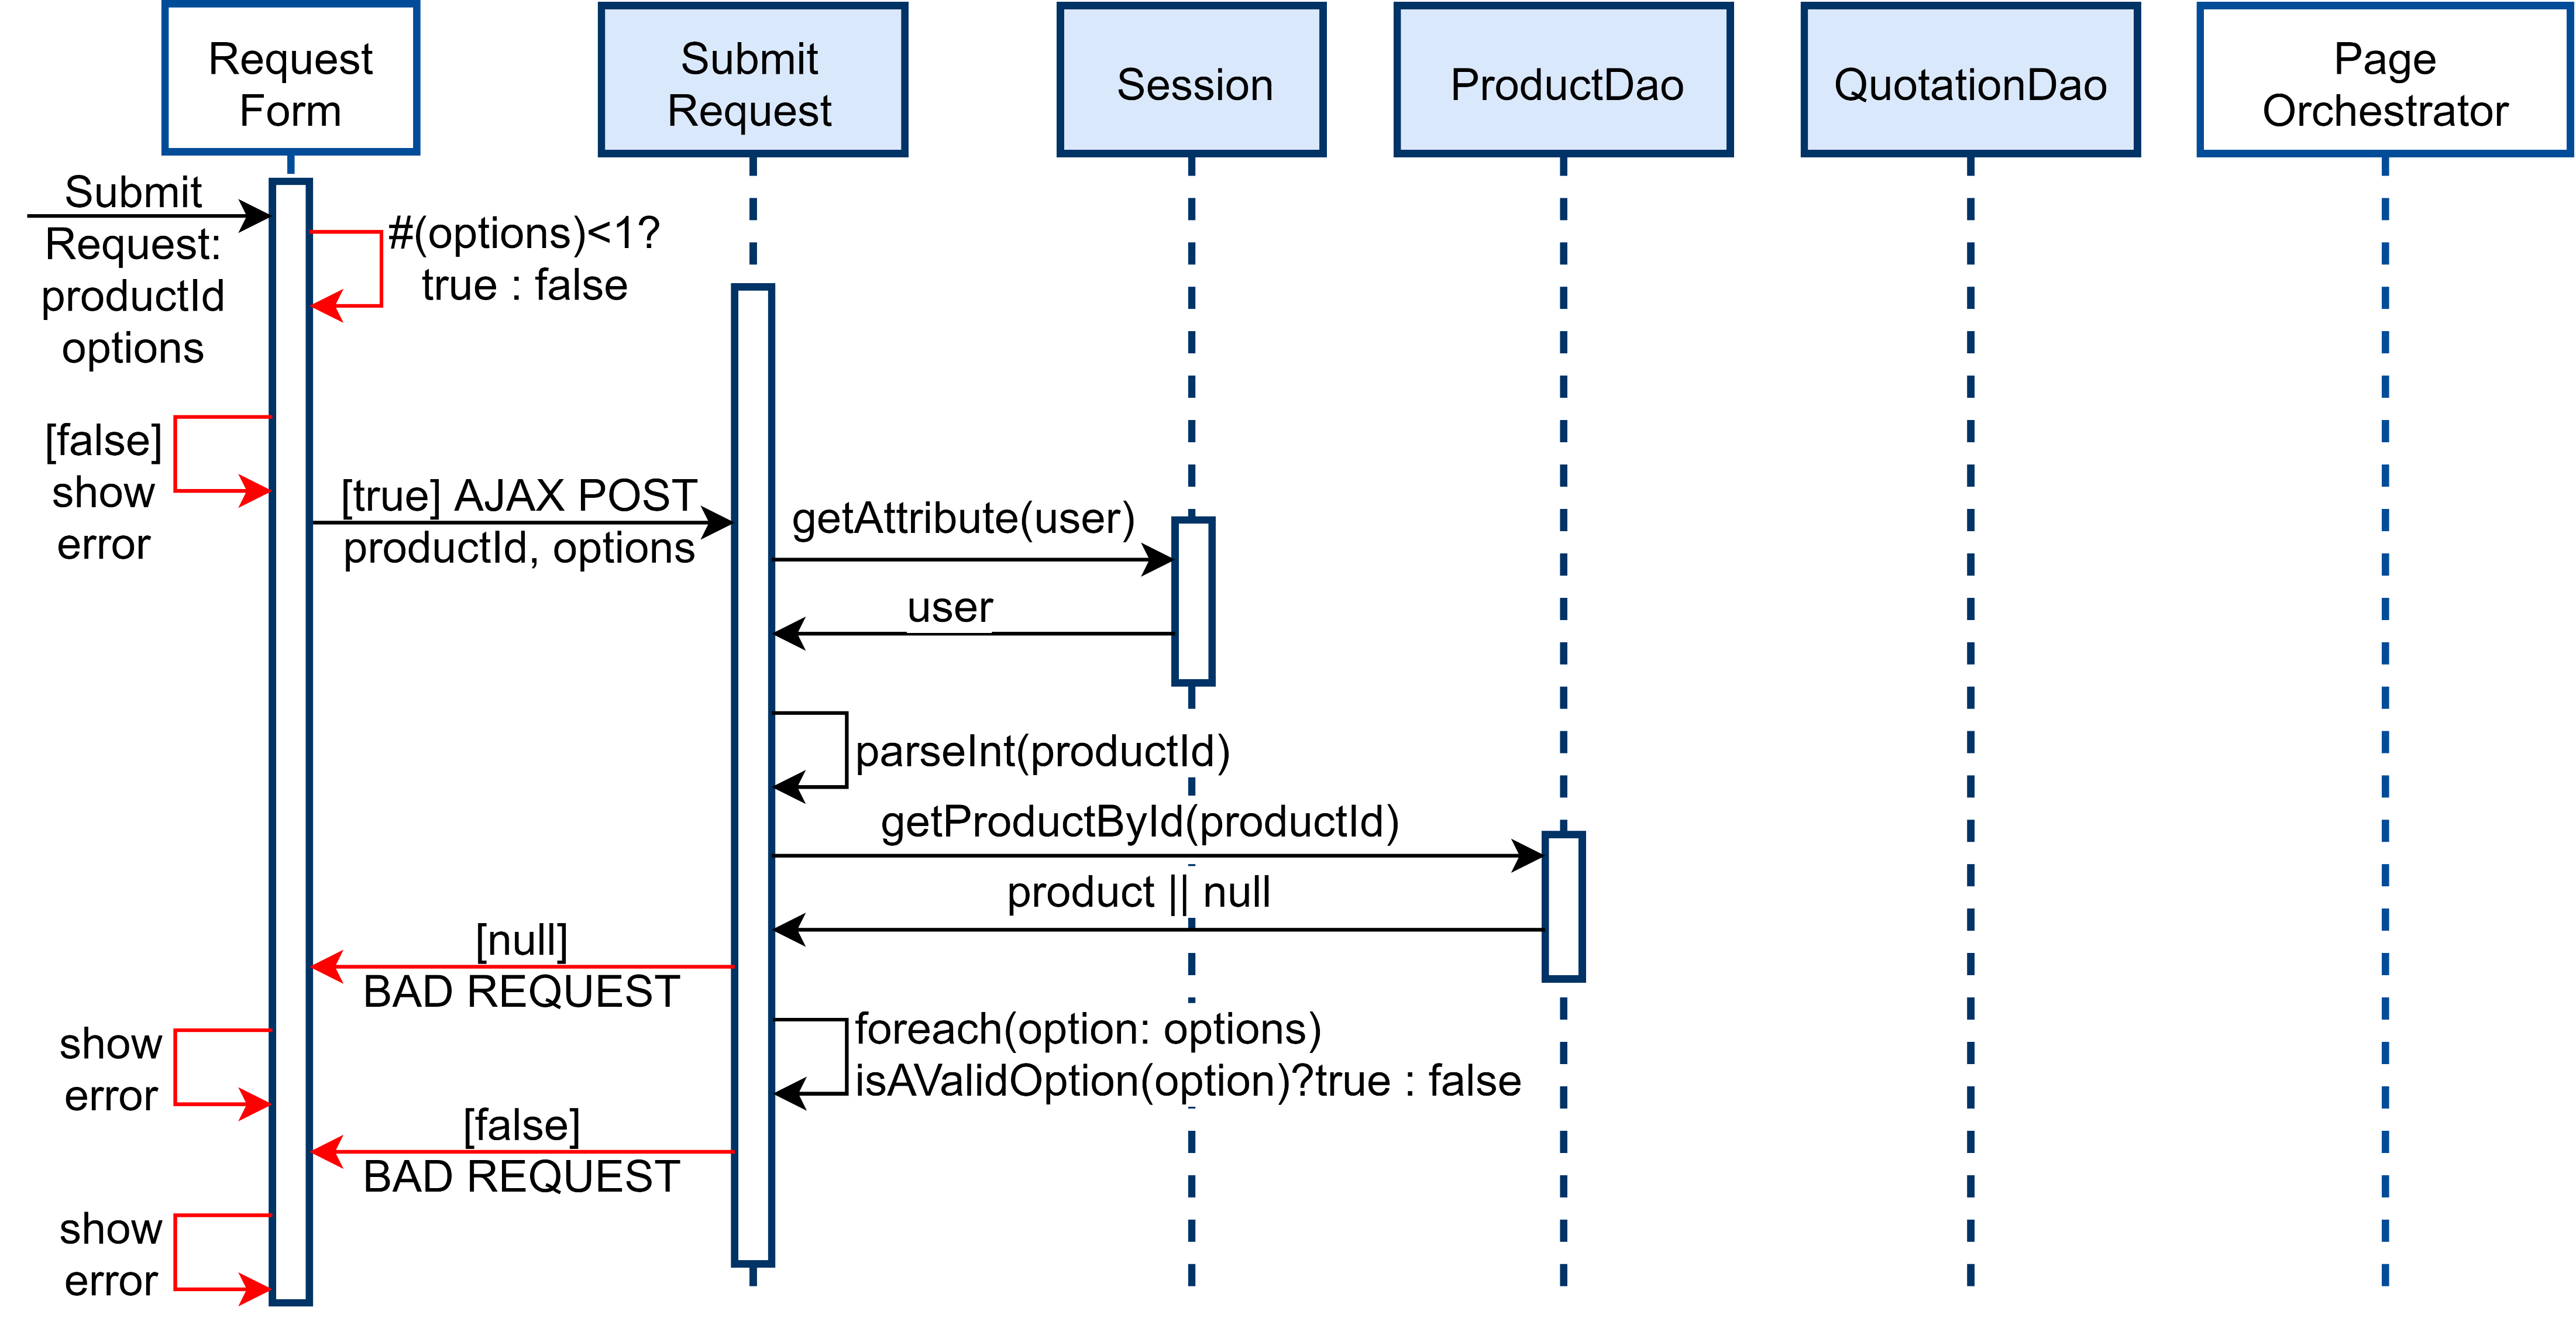 Request
Form
Submit
Request
Session
ProductDao
QuotationDao
Page
Orchestrator
Submit
Request:
productId
options
#(options)<1?
true : false
[false]
show
error
[true] AJAX POST
productId, options
getAttribute(user)
user
parseInt(productId)
getProductById(productId)
product || null
[null]
BAD REQUEST
show
error
foreach(option: options)
isAValidOption(option)?true : false
[false]
BAD REQUEST
show
error